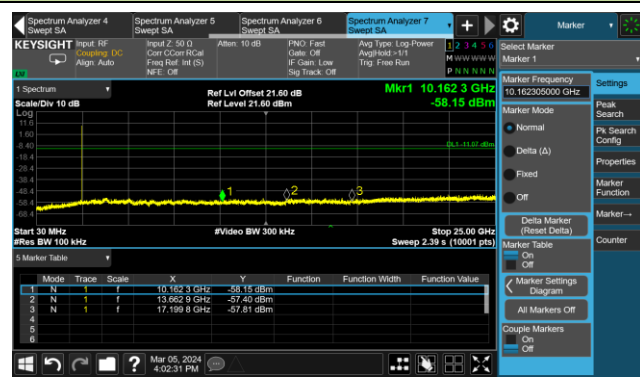 Spectrum Analyzer 4
Swept SA
Spectrum Analyzer 5
Swept SA
Spectrum Analyzer 6
Swept SA
Spectrum Analyzer 7
Swept SA
Marker
KEYSIGHT
Input: RF
Coupling: DC
Align: Auto
Input Z: 50 Ω
Corr CCorr RCal
Freq Ref: Int (S)
NFE: Off
Atten: 10 dB
PNO: Fast
Gate: Off
IF Gain: Low
Sig Track: Off
Avg Type: Log-Power
Avg|Hold:>1/1
Trig: Free Run
1 2 3 4 5 6
M W W W W W
P N N N N N
LV
1 Spectrum
Scale/Div 10 dB
Ref Lvl Offset 21.60 dB
Ref Level 21.60 dBm
Mkr1 10.162 3 GHz
-58.15 dBm
Log
11.6
1.60
-8.40
-18.4
-28.4
-38.4
-48.4
-58.4
-68.4
DL1 -11.07 dBm
1
2
3
Start 30 MHz
#Res BW 100 kHz
#Video BW 300 kHz
Stop 25.00 GHz
Sweep 2.39 s (10001 pts)
5 Marker Table
Mode Trace Scale X Y Function Function Width Function Value
1 N 1 f 10.162 3 GHz -58.15 dBm
2 N 1 f 13.662 9 GHz -57.40 dBm
3 N 1 f 17.199 8 GHz -57.81 dBm
4
5
6
Mar 05, 2024
4:02:31 PM
Select Marker
Marker 1
Marker Frequency
10.162305000 GHz
Marker Mode
Normal
Delta (Δ)
Fixed
Off
Delta Marker
(Reset Delta)
Marker Table
On
Off
Marker Settings
Diagram
All Markers Off
Couple Markers
On
Off
Settings
Peak
Search
Pk Search
Config
Properties
Marker
Function
Marker→
Counter